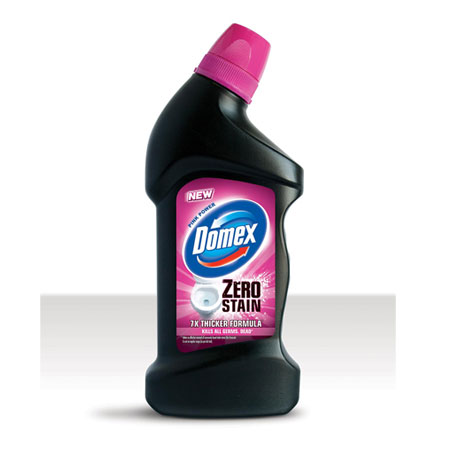 NEW
PINK POWER
Domex
ZERO
STAIN
7X THICKER FORMULA
KILLS ALL GERMS. DEAD*